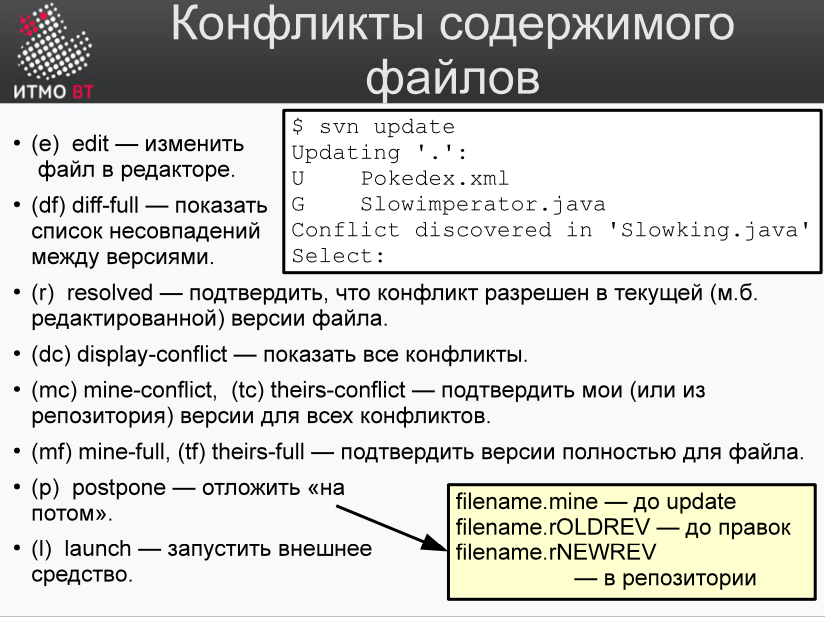 Конфликты содержимого
файлов
ИТМО ВТ
• (e) edit — изменить
файл в редакторе.
• (df) diff-full — показать
список несовпадений
между версиями.
$ svn update
Updating '.':
U    Pokedex.xml
G    Slowimperator.java
Conflict discovered in 'Slowking.java'
Select:
• (r) resolved — подтвердить, что конфликт разрешен в текущей (м.б.
редактированной) версии файла.
• (dc) display-conflict — показать все конфликты.
• (mc) mine-conflict, (tc) theirs-conflict — подтвердить мои (или из
репозитория) версии для всех конфликтов.
• (mf) mine-full, (tf) theirs-full — подтвердить версии полностью для файла.
• (p) postpone — отложить «на
потом».
• (l) launch — запустить внешнее
средство.
filename.mine — до update
filename.rOLDREV — до правок
filename.rNEWREV
— в репозитории